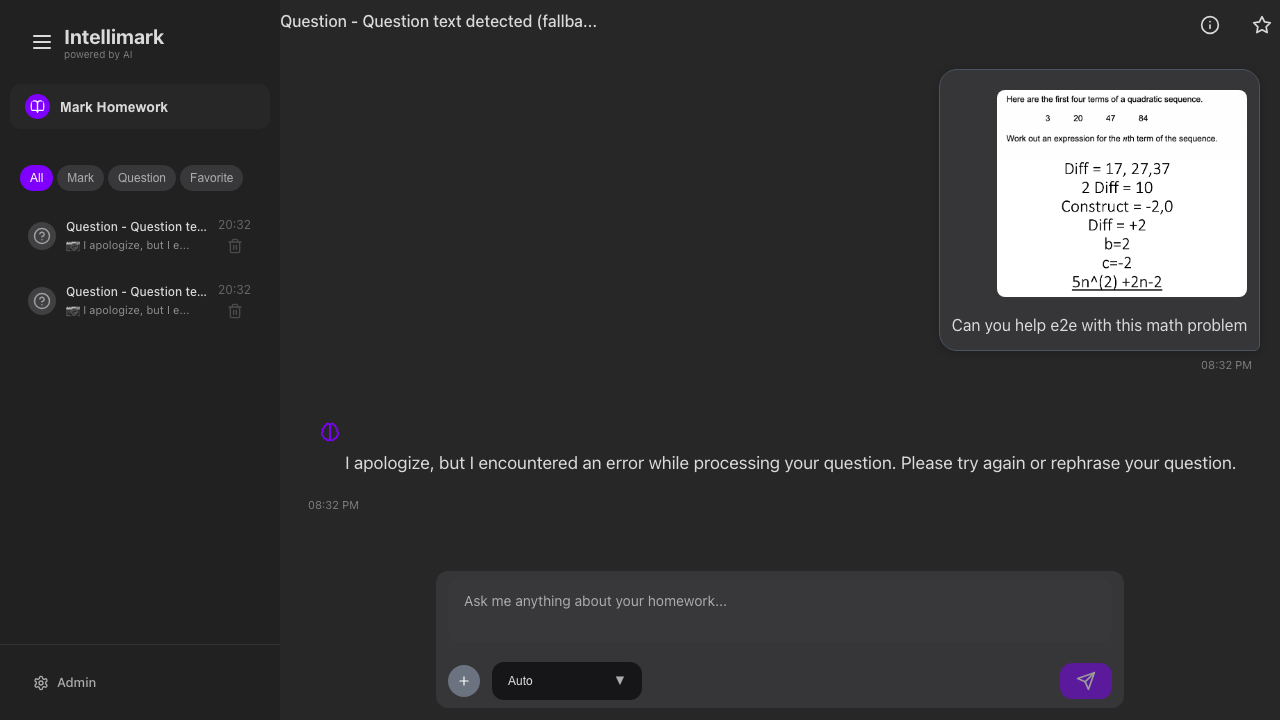 Intellimark
powered by AI
Mark Homework
All
Mark
Question
Favorite
Question - Question te...
20:32
I apologize, but I e...
Question - Question te...
20:32
I apologize, but I e...
Admin
Question - Question text detected (fallba...
Here are the first four terms of a quadratic sequence.
3 20 47 84
Work out an expression for the nth term of the sequence.
Diff = 17, 27,37
2 Diff = 10
Construct = -2,0
Diff = +2
b=2
c=-2
5n^(2) +2n-2
Can you help e2e with this math problem
08:32 PM
I apologize, but I encountered an error while processing your question. Please try again or rephrase your question.
08:32 PM
Ask me anything about your homework...
Auto